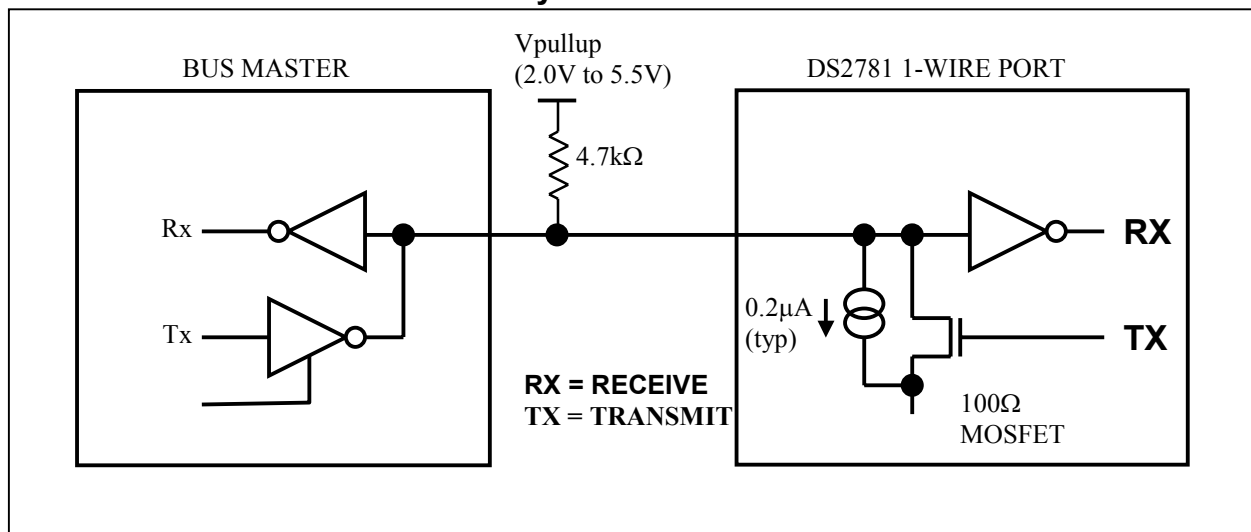 Vpullup
(2.0V to 5.5V)
BUS MASTER
DS2781 1-WIRE PORT
4.7kΩ
Rx
RX
Tx
0.2μA
(typ)
TX
RX = RECEIVE
TX = TRANSMIT
100Ω
MOSFET